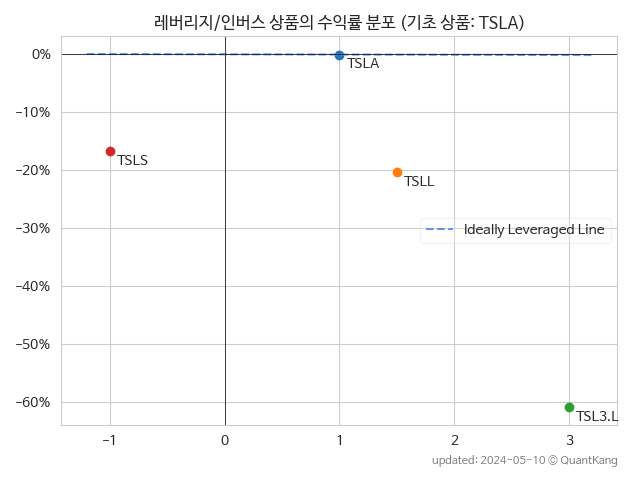 레버리지/인버스 상품의 수익률 분포 (기초 상품: TSLA)
0%
TSLA
−10%
TSLS
−20%
TSLL
−30%
Ideally Leveraged Line
−40%
−50%
−60%
TSL3.L
−1 0 1 2 3
updated: 2024-05-10 © QuantKang